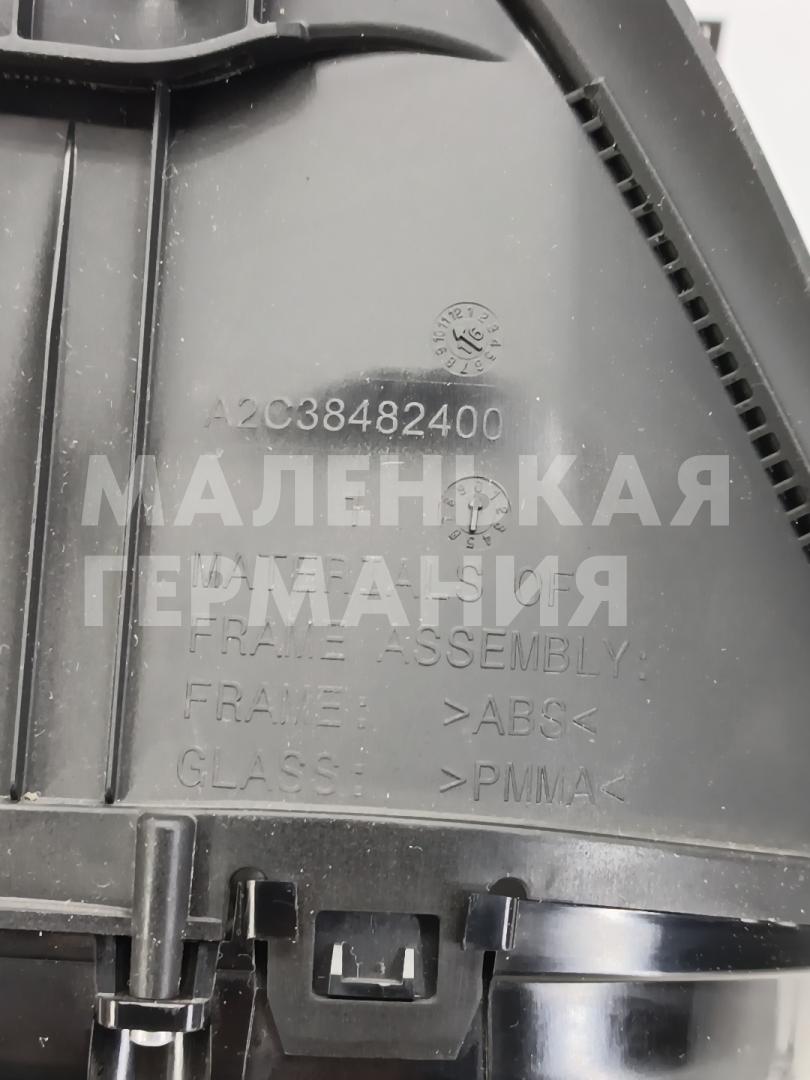 A2C38482400
МАЛЕНЬКАЯ
ГЕРМАНИЯ
MATERIALS OF
FRAME ASSEMBLY:
FRAME: >ABS<
GLASS: >PMMA<